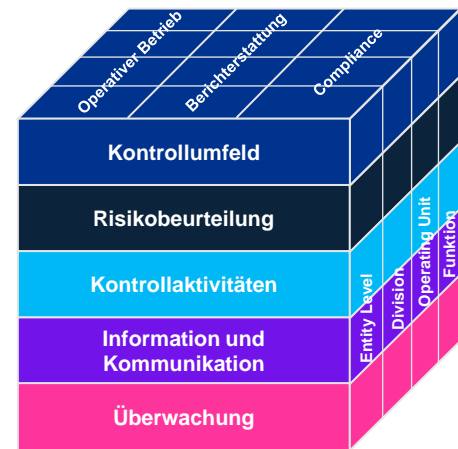 Operativer Betrieb
Berichterstattung
Compliance
Kontrollumfeld
Risikobeurteilung
Kontrollaktivitäten
Information und
Kommunikation
Überwachung
Entity Level
Division
Operating Unit
Funktion